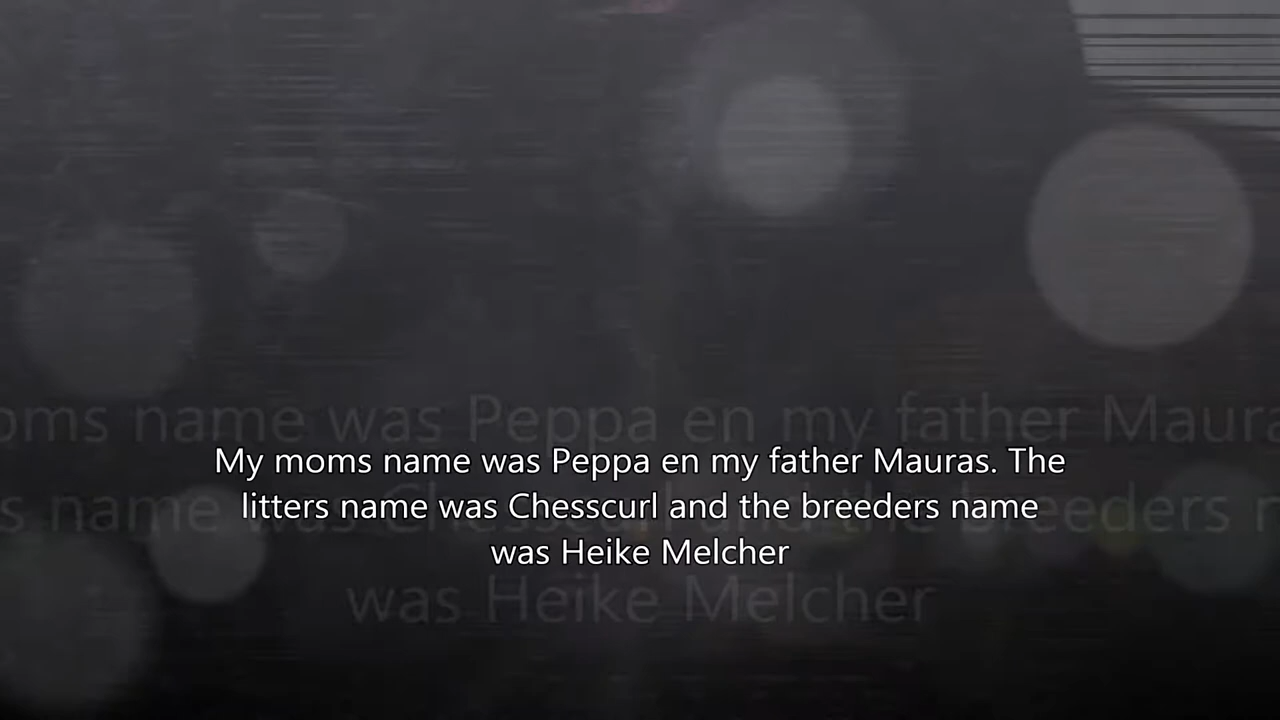 My moms name was Peppa en my father Mauras. The
litters name was Chesscurl and the breeders name
was Heike Melcher